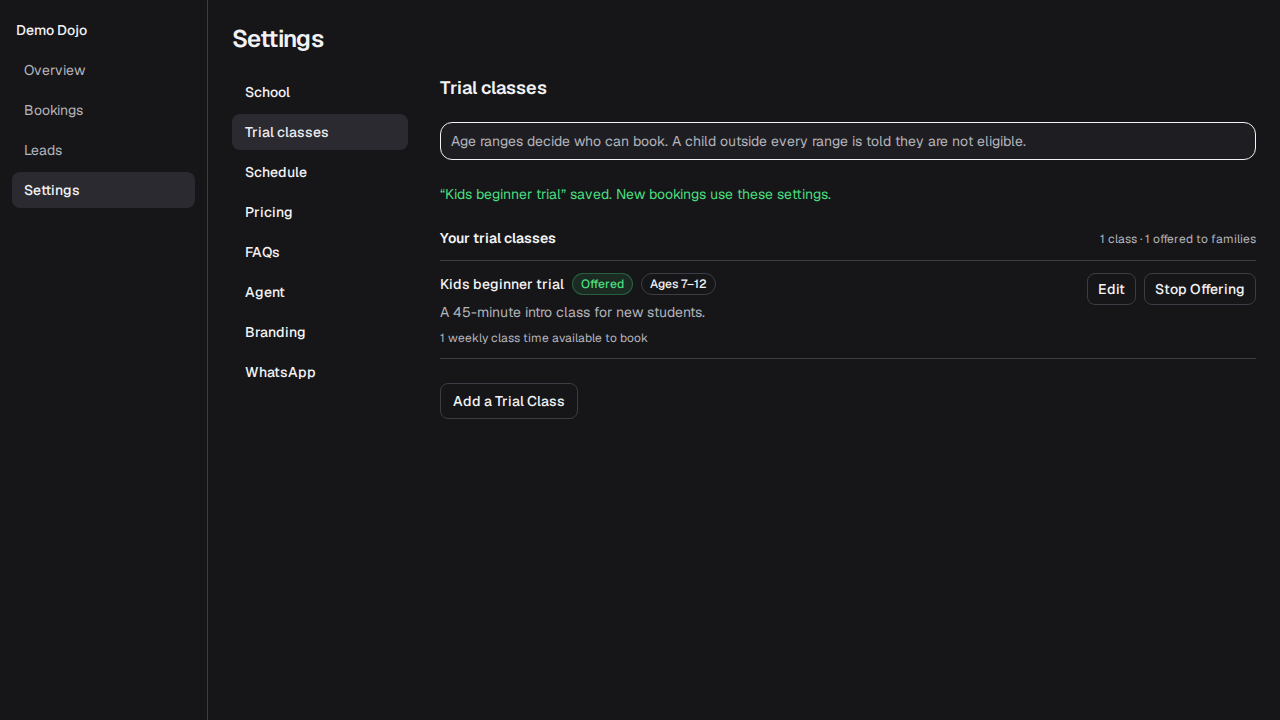 Demo Dojo
Overview
Bookings
Leads
Settings
Settings
School
Trial classes
Schedule
Pricing
FAQs
Agent
Branding
WhatsApp
Trial classes
Age ranges decide who can book. A child outside every range is told they are not eligible.
“Kids beginner trial” saved. New bookings use these settings.
Your trial classes
1 class · 1 offered to families
Kids beginner trial Offered Ages 7–12
Edit Stop Offering
A 45-minute intro class for new students.
1 weekly class time available to book
Add a Trial Class